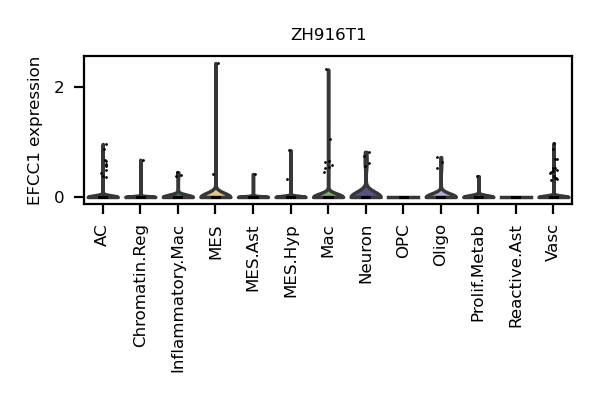 ZH916T1
EFCC1 expression
2
0
AC
Chromatin.Reg
Inflammatory.Mac
MES
MES.Ast
MES.Hyp
Mac
Neuron
OPC
Oligo
Prolif.Metab
Reactive.Ast
Vasc